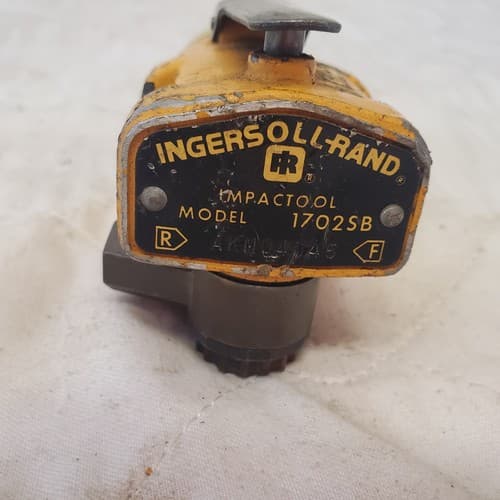 INGERSOLL-RAND
IR ®
IMPACTOOL
MODEL 1702SB
R F